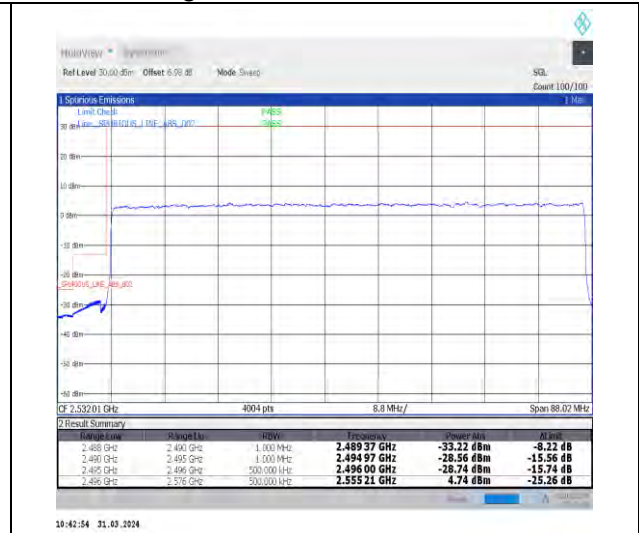 MultiView
Ref Level 30.00 dBm Offset 6.98 dB Mode Sweep SGL
Count 100/100
1 Spurious Emissions 1 Max
Limit Check PASS
30 dBm Line _SPURIOUS_LINE_ABS_D02 PASS
20 dBm
10 dBm
0 dBm
-10 dBm
-20 dBm
_SPURIOUS_LINE_ABS_d02
-30 dBm
-40 dBm
-50 dBm
-60 dBm
CF 2.53201 GHz 4004 pts 8.8 MHz/ Span 88.02 MHz
2 Result Summary
Range Low Range Up RBW Frequency Power Abs ΔLimit
2.488 GHz 2.490 GHz 1.000 MHz 2.489 37 GHz -33.22 dBm -8.22 dB
2.490 GHz 2.495 GHz 1.000 MHz 2.494 97 GHz -28.56 dBm -15.56 dB
2.495 GHz 2.496 GHz 500.000 kHz 2.496 00 GHz -28.74 dBm -15.74 dB
2.496 GHz 2.576 GHz 500.000 kHz 2.555 21 GHz 4.74 dBm -25.26 dB
10:42:54 31.03.2024